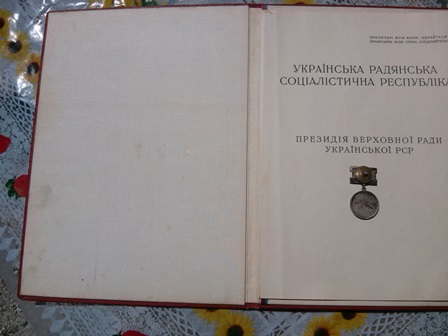 УКРАЇНСЬКА РАДЯНСЬКА
СОЦІАЛІСТИЧНА РЕСПУБЛІКА
ПРЕЗИДІЯ ВЕРХОВНОЇ РАДИ
УКРАЇНСЬКОЇ РСР